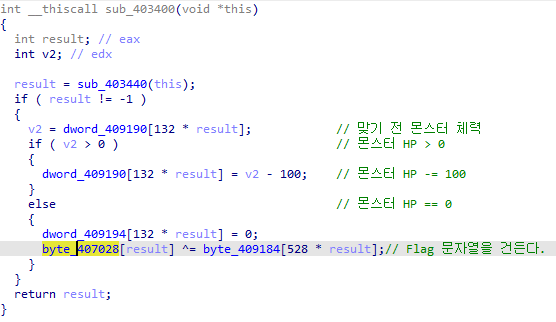 int __thiscall sub_403400(void *this)
{
  int result; // eax
  int v2; // edx

  result = sub_403440(this);
  if ( result != -1 )
  {
    v2 = dword_409190[132 * result];              // 맞기 전 몬스터 체력
    if ( v2 > 0 )                                 // 몬스터 HP > 0
    {
      dword_409190[132 * result] = v2 - 100;      // 몬스터 HP -= 100
    }
    else                                          // 몬스터 HP == 0
    {
      dword_409194[132 * result] = 0;
      byte_407028[result] ^= byte_409184[528 * result];// Flag 문자열을 건든다.
    }
  }
  return result;
}